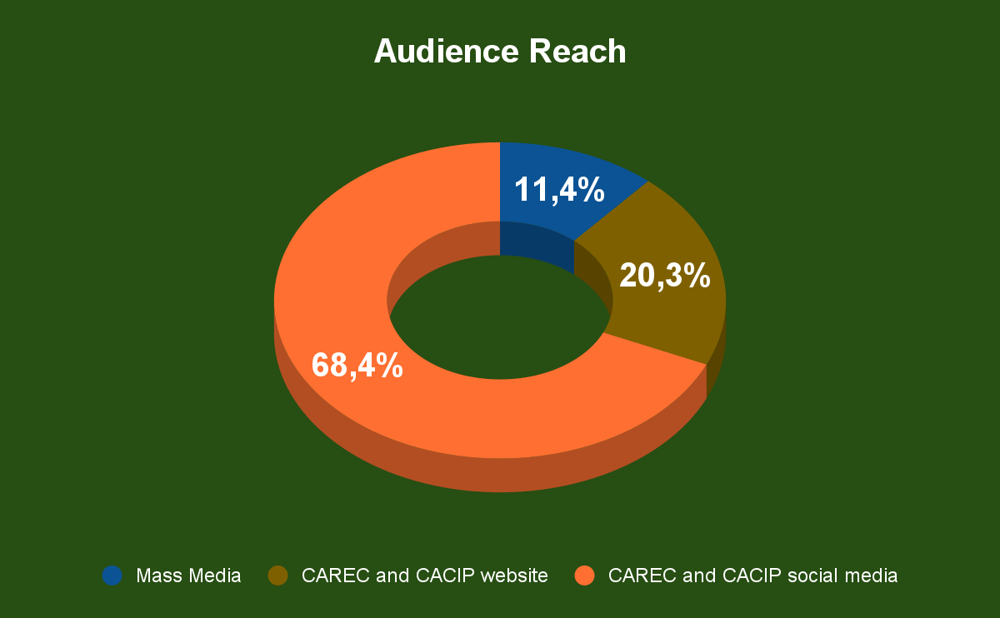 Audience Reach
11,4%
20,3%
68,4%
Mass Media
CAREC and CACIP website
CAREC and CACIP social media